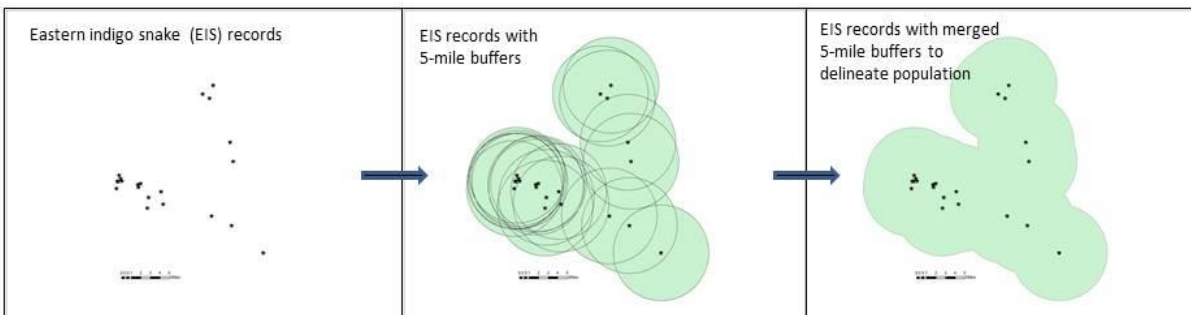 Eastern indigo snake (EIS) records
EIS records with
5-mile buffers
EIS records with merged
5-mile buffers to
delineate population